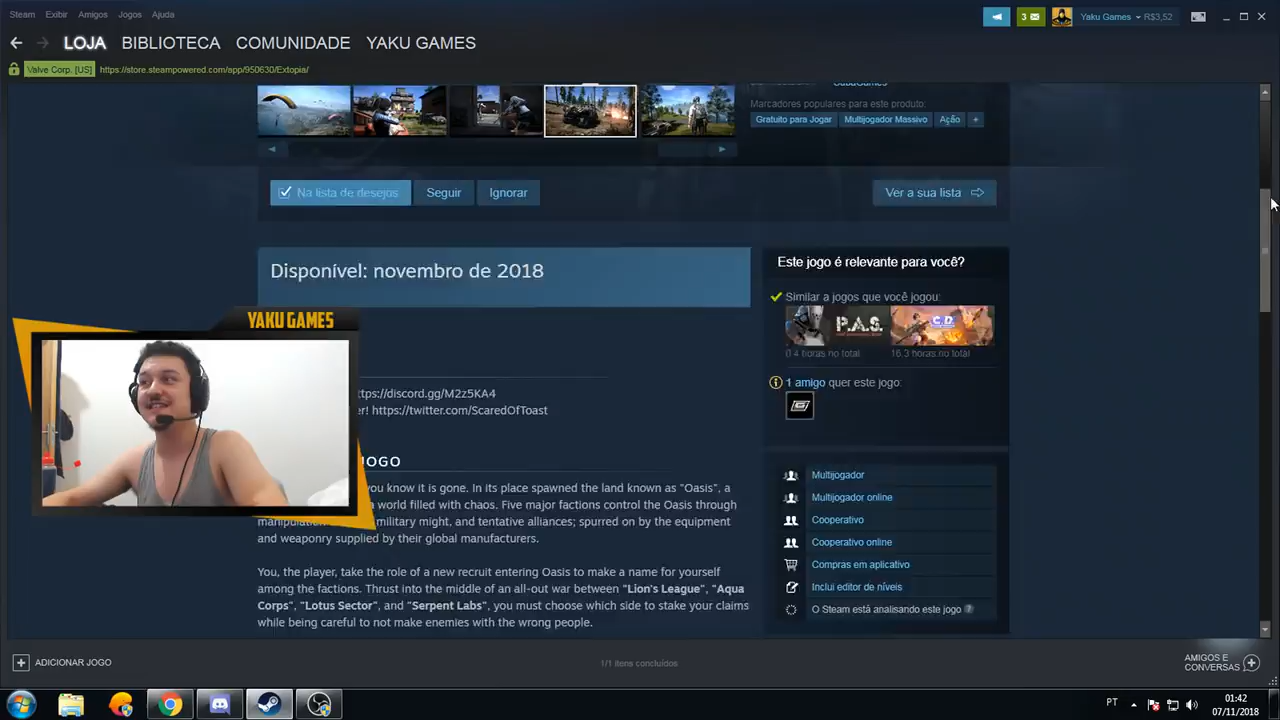 Steam Exibir Amigos Jogos Ajuda
3 Yaku Games R$3,52
LOJA BIBLIOTECA COMUNIDADE YAKU GAMES
Valve Corp. [US] https://store.steampowered.com/app/950630/Extopia/
Marcadores populares para este produto:
Gratuito para Jogar Multijogador Massivo Ação +
Na lista de desejos Seguir Ignorar Ver a sua lista
Disponível: novembro de 2018
Este jogo é relevante para você?
Similar a jogos que você jogou:
P.A.S. C.D.
0.4 horas no total 16.3 horas no total
1 amigo quer este jogo:
YAKU GAMES
ttps://discord.gg/M2z5KA4
er! https://twitter.com/ScaredOfToast
JOGO
you know it is gone. In its place spawned the land known as "Oasis", a
a world filled with chaos. Five major factions control the Oasis through
military might, and tentative alliances; spurred on by the equipment
and weaponry supplied by their global manufacturers.
You, the player, take the role of a new recruit entering Oasis to make a name for yourself
among the factions. Thrust into the middle of an all-out war between "Lion's League", "Aqua
Corps", "Lotus Sector", and "Serpent Labs", you must choose which side to stake your claims
while being careful to not make enemies with the wrong people.
Multijogador
Multijogador online
Cooperativo
Cooperativo online
Compras em aplicativo
Inclui editor de níveis
O Steam está analisando este jogo ?
ADICIONAR JOGO
1/1 itens concluídos
AMIGOS E
CONVERSAS
PT
01:42
07/11/2018